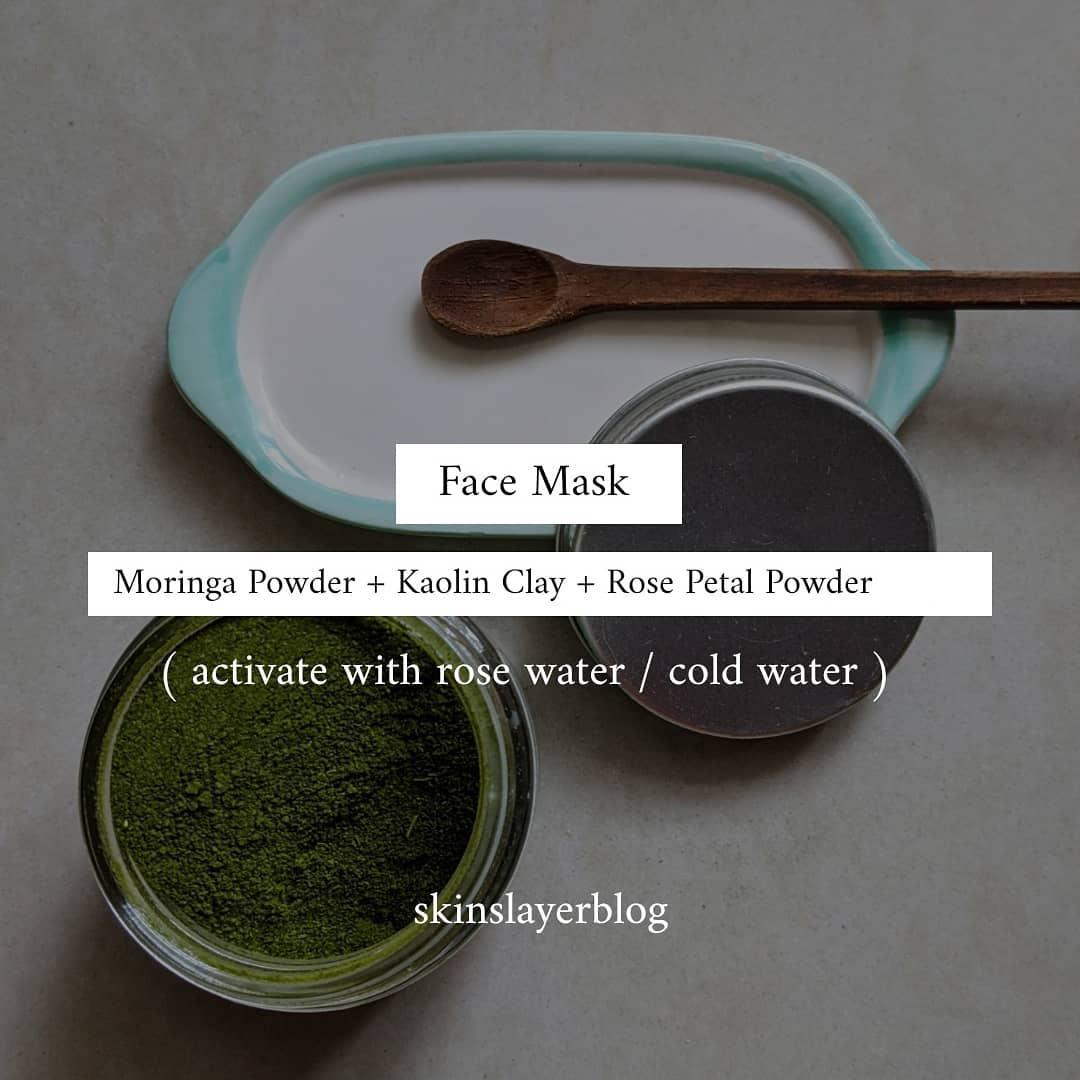 Face Mask
Moringa Powder + Kaolin Clay + Rose Petal Powder
( activate with rose water / cold water )
skinslayerblog